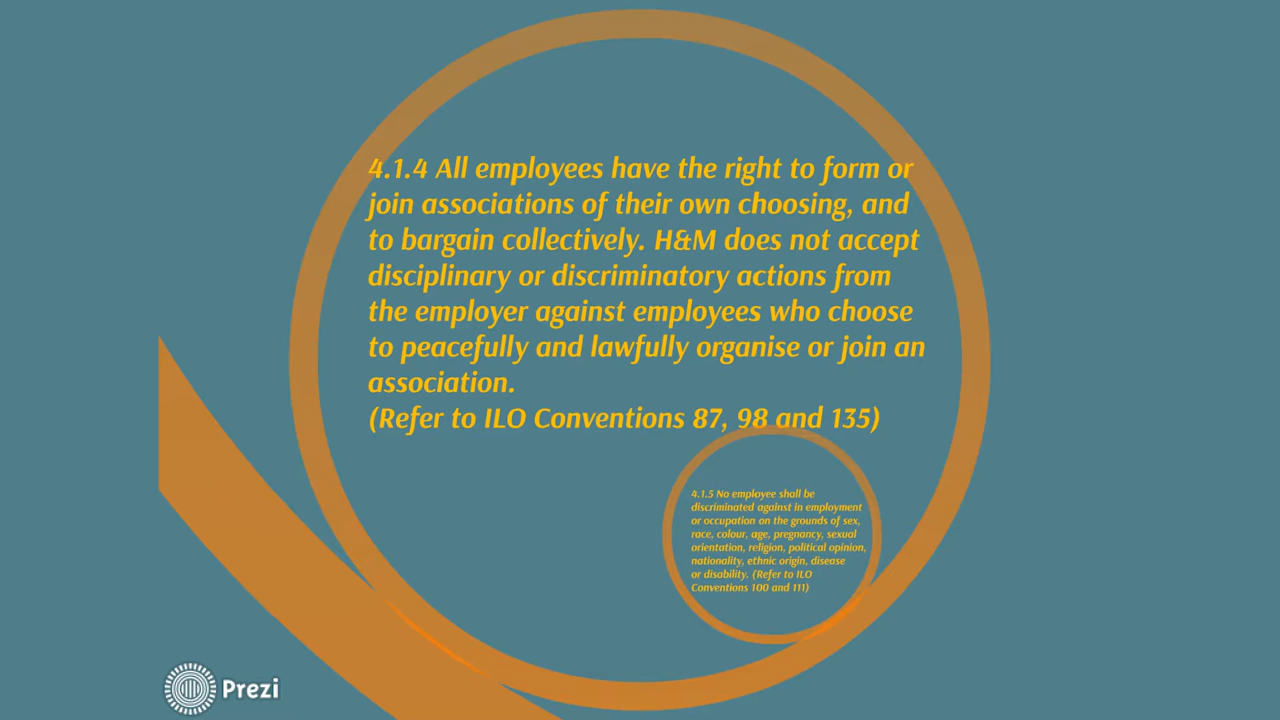 4.1.4 All employees have the right to form or
join associations of their own choosing, and
to bargain collectively. H&M does not accept
disciplinary or discriminatory actions from
the employer against employees who choose
to peacefully and lawfully organise or join an
association.
(Refer to ILO Conventions 87, 98 and 135)
4.1.5 No employee shall be
discriminated against in employment
or occupation on the grounds of sex,
race, colour, age, pregnancy, sexual
orientation, religion, political opinion,
nationality, ethnic origin, disease
or disability. (Refer to ILO
Conventions 100 and 111)
Prezi